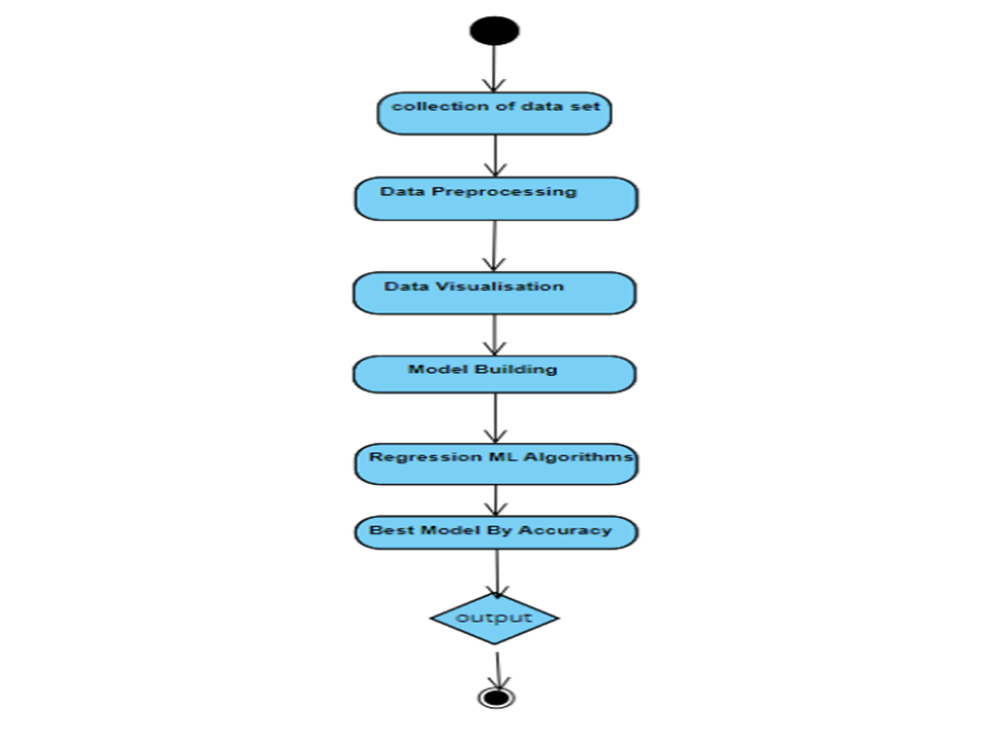 collection of data set
Data Preprocessing
Data Visualisation
Model Building
Regression ML Algorithms
Best Model By Accuracy
output